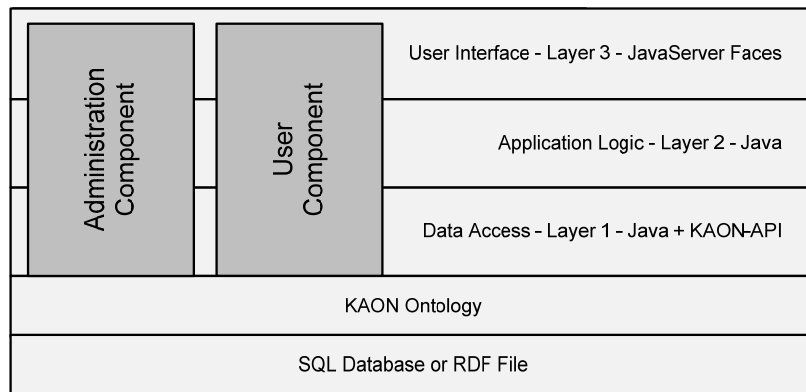 Administration
Component
User
Component
User Interface - Layer 3 - JavaServer Faces
Application Logic - Layer 2 - Java
Data Access - Layer 1 - Java + KAON-API
KAON Ontology
SQL Database or RDF File